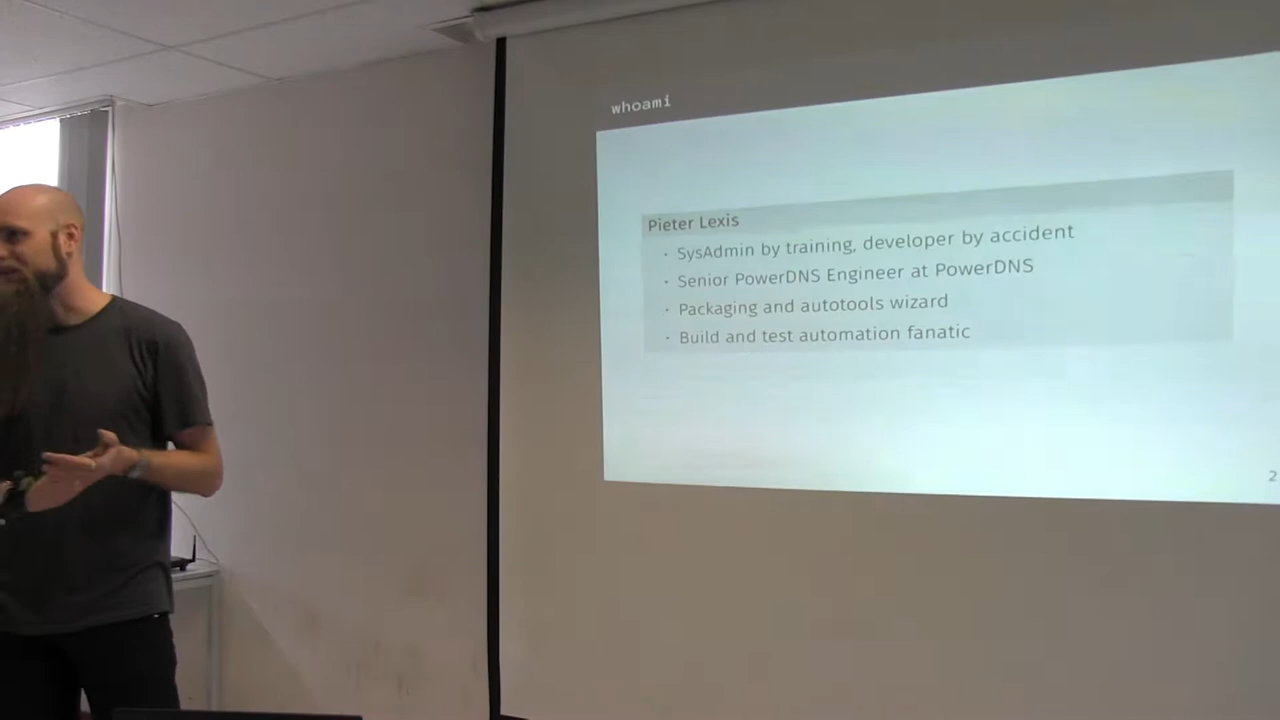 whoami
Pieter Lexis
· SysAdmin by training, developer by accident
· Senior PowerDNS Engineer at PowerDNS
· Packaging and autotools wizard
· Build and test automation fanatic
2